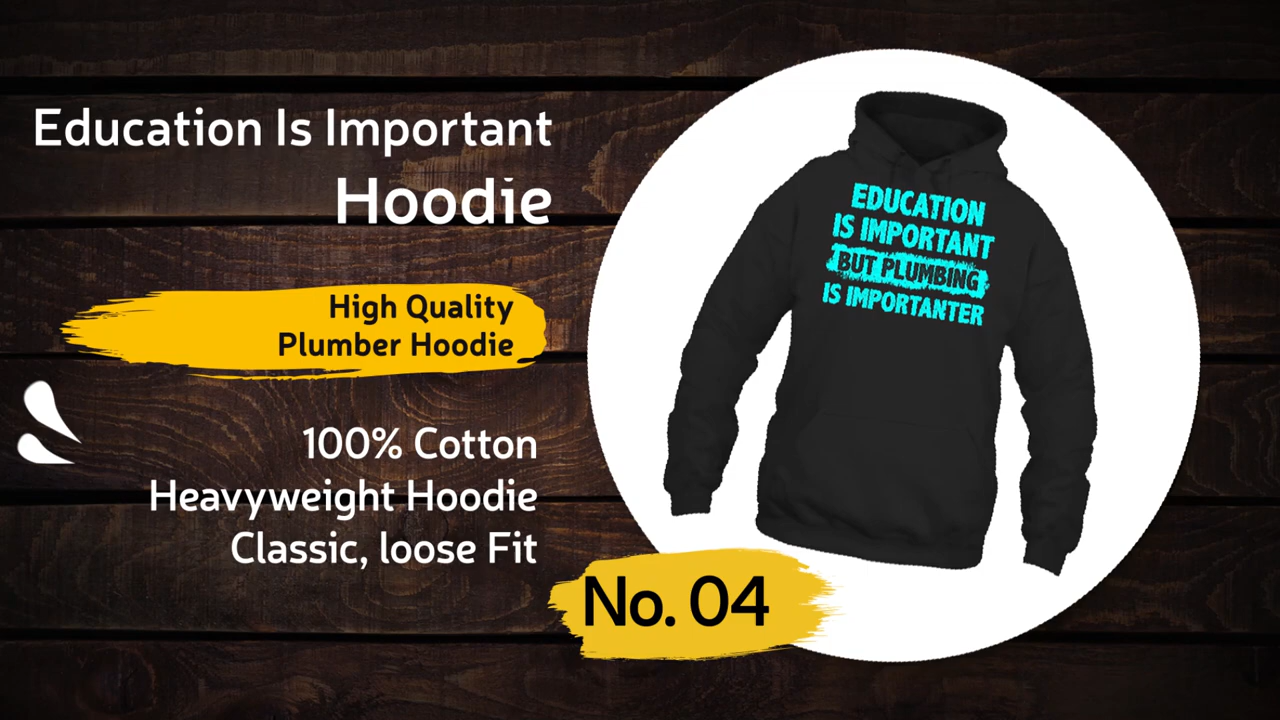 Education Is Important
Hoodie
High Quality
Plumber Hoodie
100% Cotton
Heavyweight Hoodie
Classic, loose Fit
EDUCATION
IS IMPORTANT
BUT PLUMBING
IS IMPORTANTER
No. 04